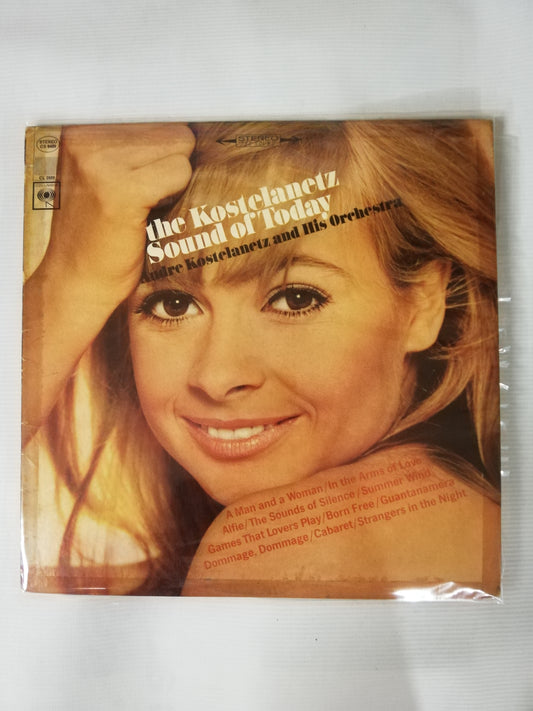 STEREO
the Kostelanetz
Sound of Today
Andre Kostelanetz and His Orchestra
A Man and a Woman/In the Arms of Love
Alfie/The Sounds of Silence/Summer Wind
Games That Lovers Play/Born Free/Guantanamera
Dommage, Dommage/Cabaret/Strangers in the Night